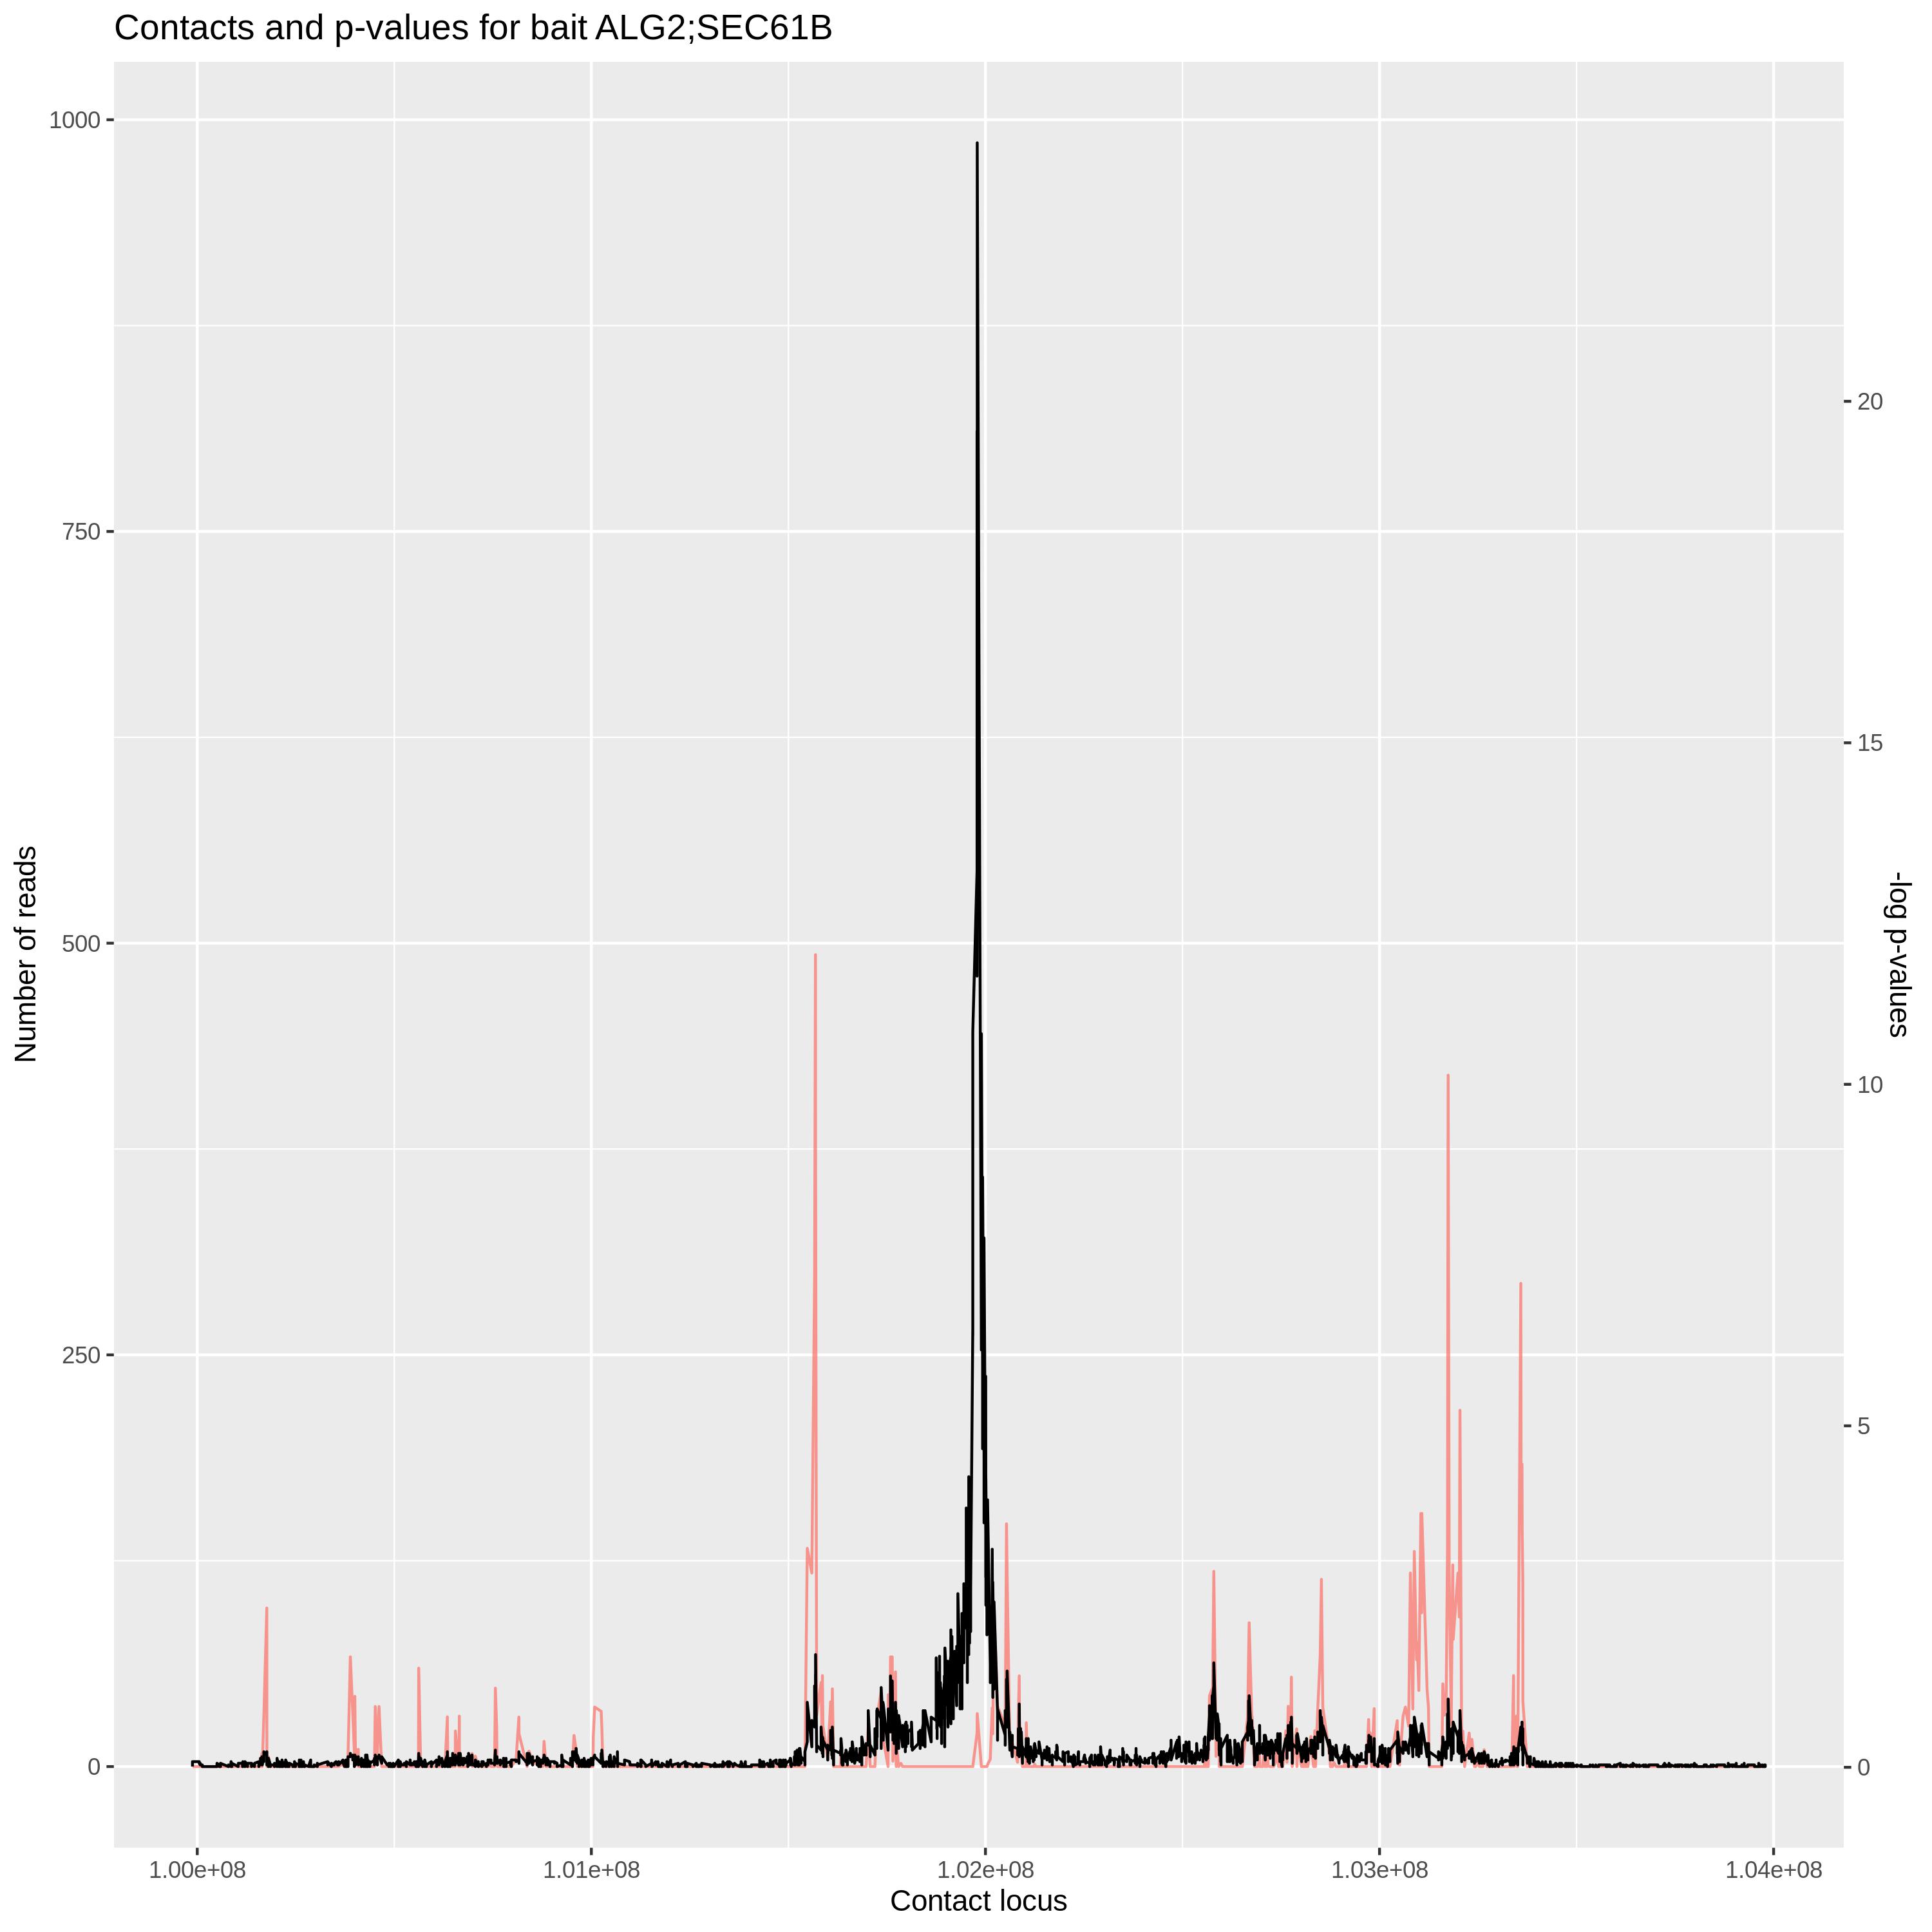 Contacts and p-values for bait ALG2;SEC61B
1000
750
500
250
0
Number of reads
20
15
10
5
0
-log p-values
1.00e+08
1.01e+08
1.02e+08
1.03e+08
1.04e+08
Contact locus